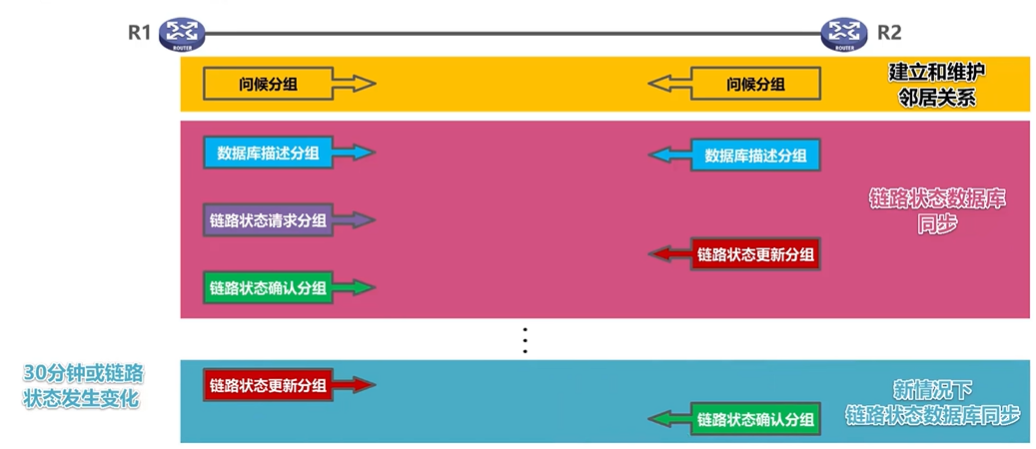 R1
ROUTER
ROUTER
R2
问候分组
问候分组
建立和维护
邻居关系
数据库描述分组
数据库描述分组
链路状态请求分组
链路状态数据库
同步
链路状态更新分组
链路状态确认分组
30分钟或链路
状态发生变化
链路状态更新分组
新情况下
链路状态数据库同步
链路状态确认分组